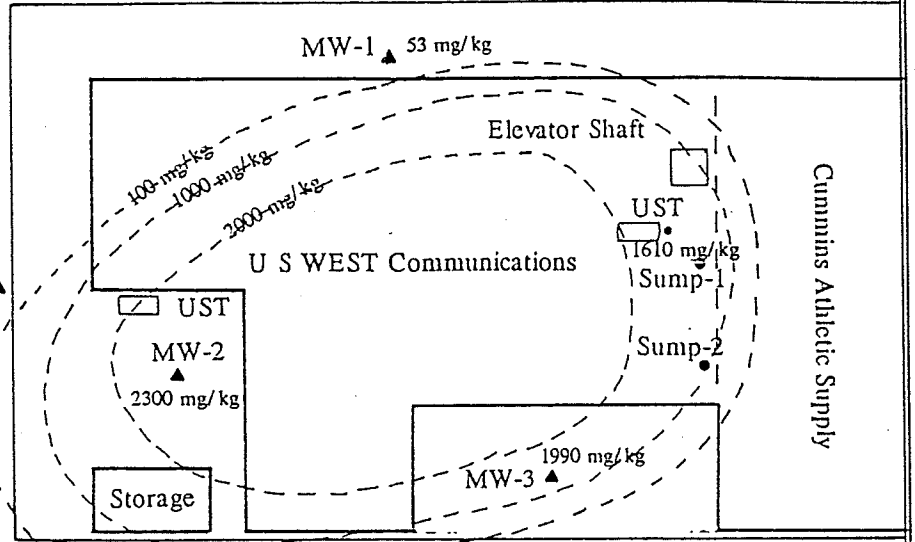 MW-1 53 mg/kg
Elevator Shaft
100 mg/kg
1000 mg/kg
2000 mg/kg
UST
1610 mg/kg
U S WEST Communications
Sump-1
UST
MW-2
2300 mg/kg
Sump-2
Cummins Athletic Supply
1990 mg/kg
MW-3
Storage